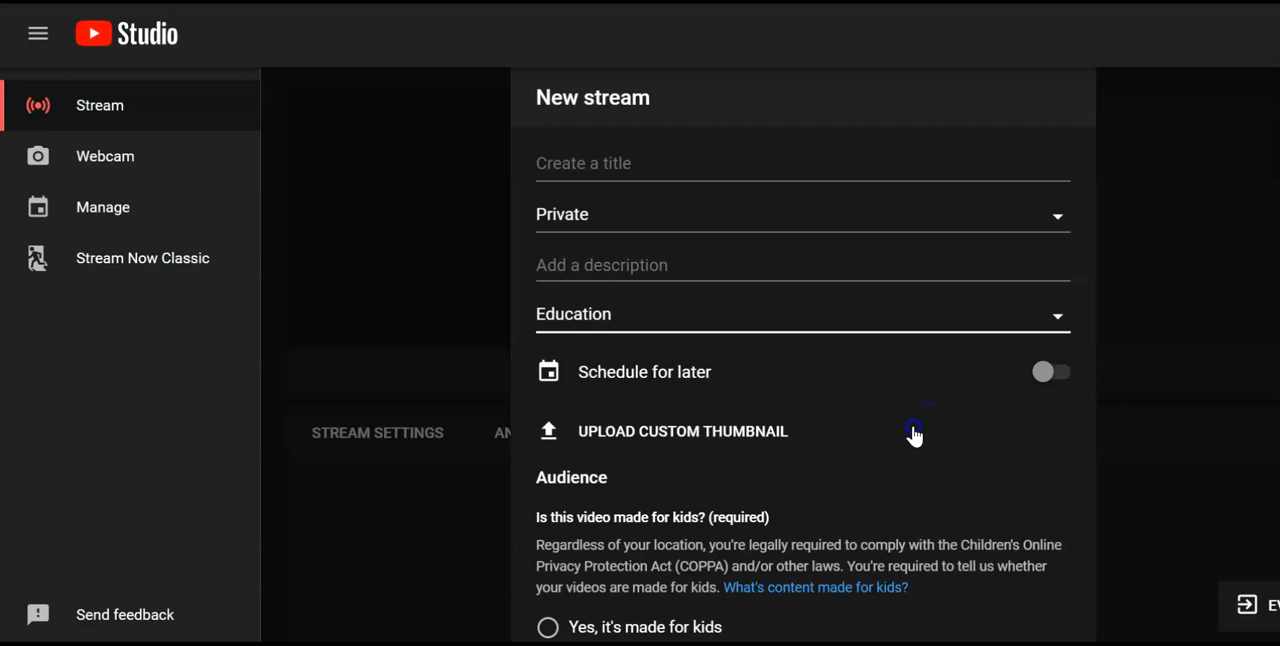 Studio
Stream
Webcam
Manage
Stream Now Classic
Send feedback
New stream
Create a title
Private
Add a description
Education
Schedule for later
UPLOAD CUSTOM THUMBNAIL
Audience
Is this video made for kids? (required)
Regardless of your location, you're legally required to comply with the Children's Online
Privacy Protection Act (COPPA) and/or other laws. You're required to tell us whether
your videos are made for kids. What's content made for kids?
Yes, it's made for kids
STREAM SETTINGS